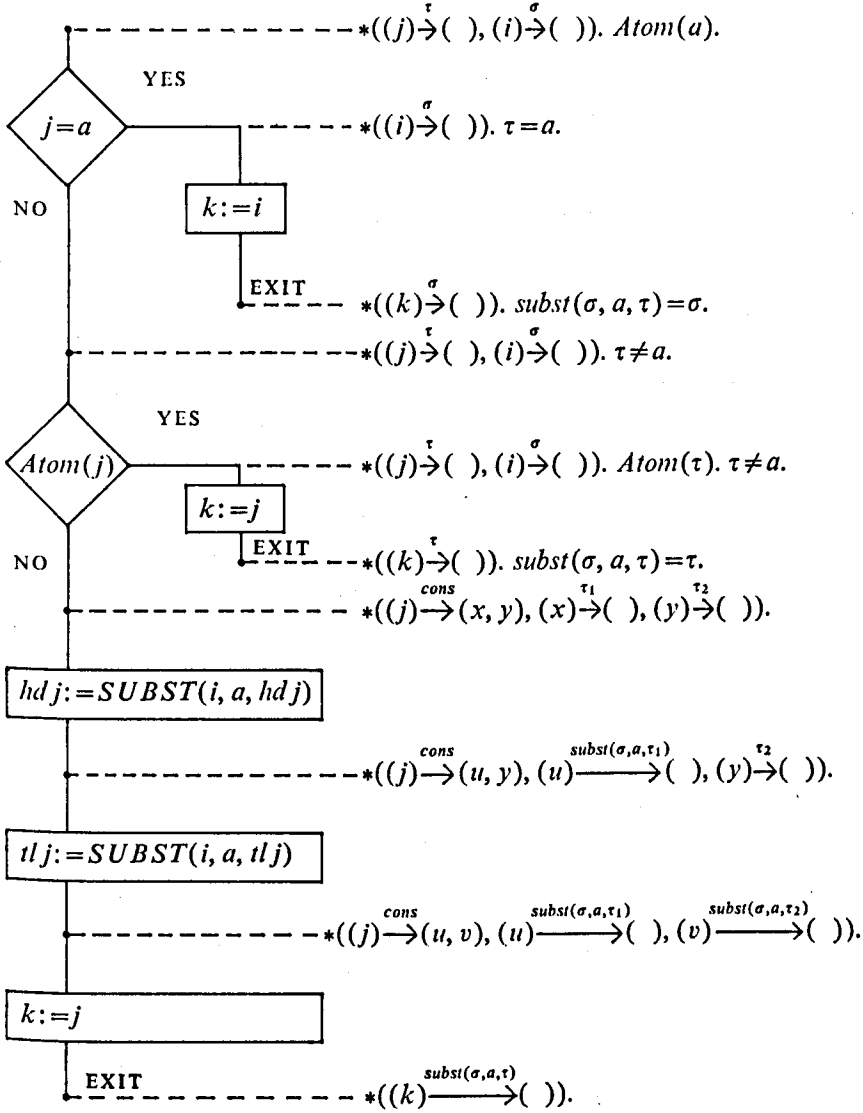 *((j) →^τ ( ), (i) →^σ ( )). Atom(a).
YES
j=a
*((i) →^σ ( )). τ=a.
NO
k:=i
EXIT
*((k) →^σ ( )). subst(σ, a, τ)=σ.
*((j) →^τ ( ), (i) →^σ ( )). τ≠a.
YES
Atom(j)
*((j) →^τ ( ), (i) →^σ ( )). Atom(τ). τ≠a.
k:=j
EXIT
NO
*((k) →^τ ( )). subst(σ, a, τ)=τ.
*((j) →^cons (x, y), (x) →^τ₁ ( ), (y) →^τ₂ ( )).
hd j:=SUBST(i, a, hd j)
*((j) →^cons (u, y), (u) →^subst(σ,a,τ₁) ( ), (y) →^τ₂ ( )).
tl j:=SUBST(i, a, tl j)
*((j) →^cons (u, v), (u) →^subst(σ,a,τ₁) ( ), (v) →^subst(σ,a,τ₂) ( )).
k:=j
EXIT
*((k) →^subst(σ,a,τ) ( )).